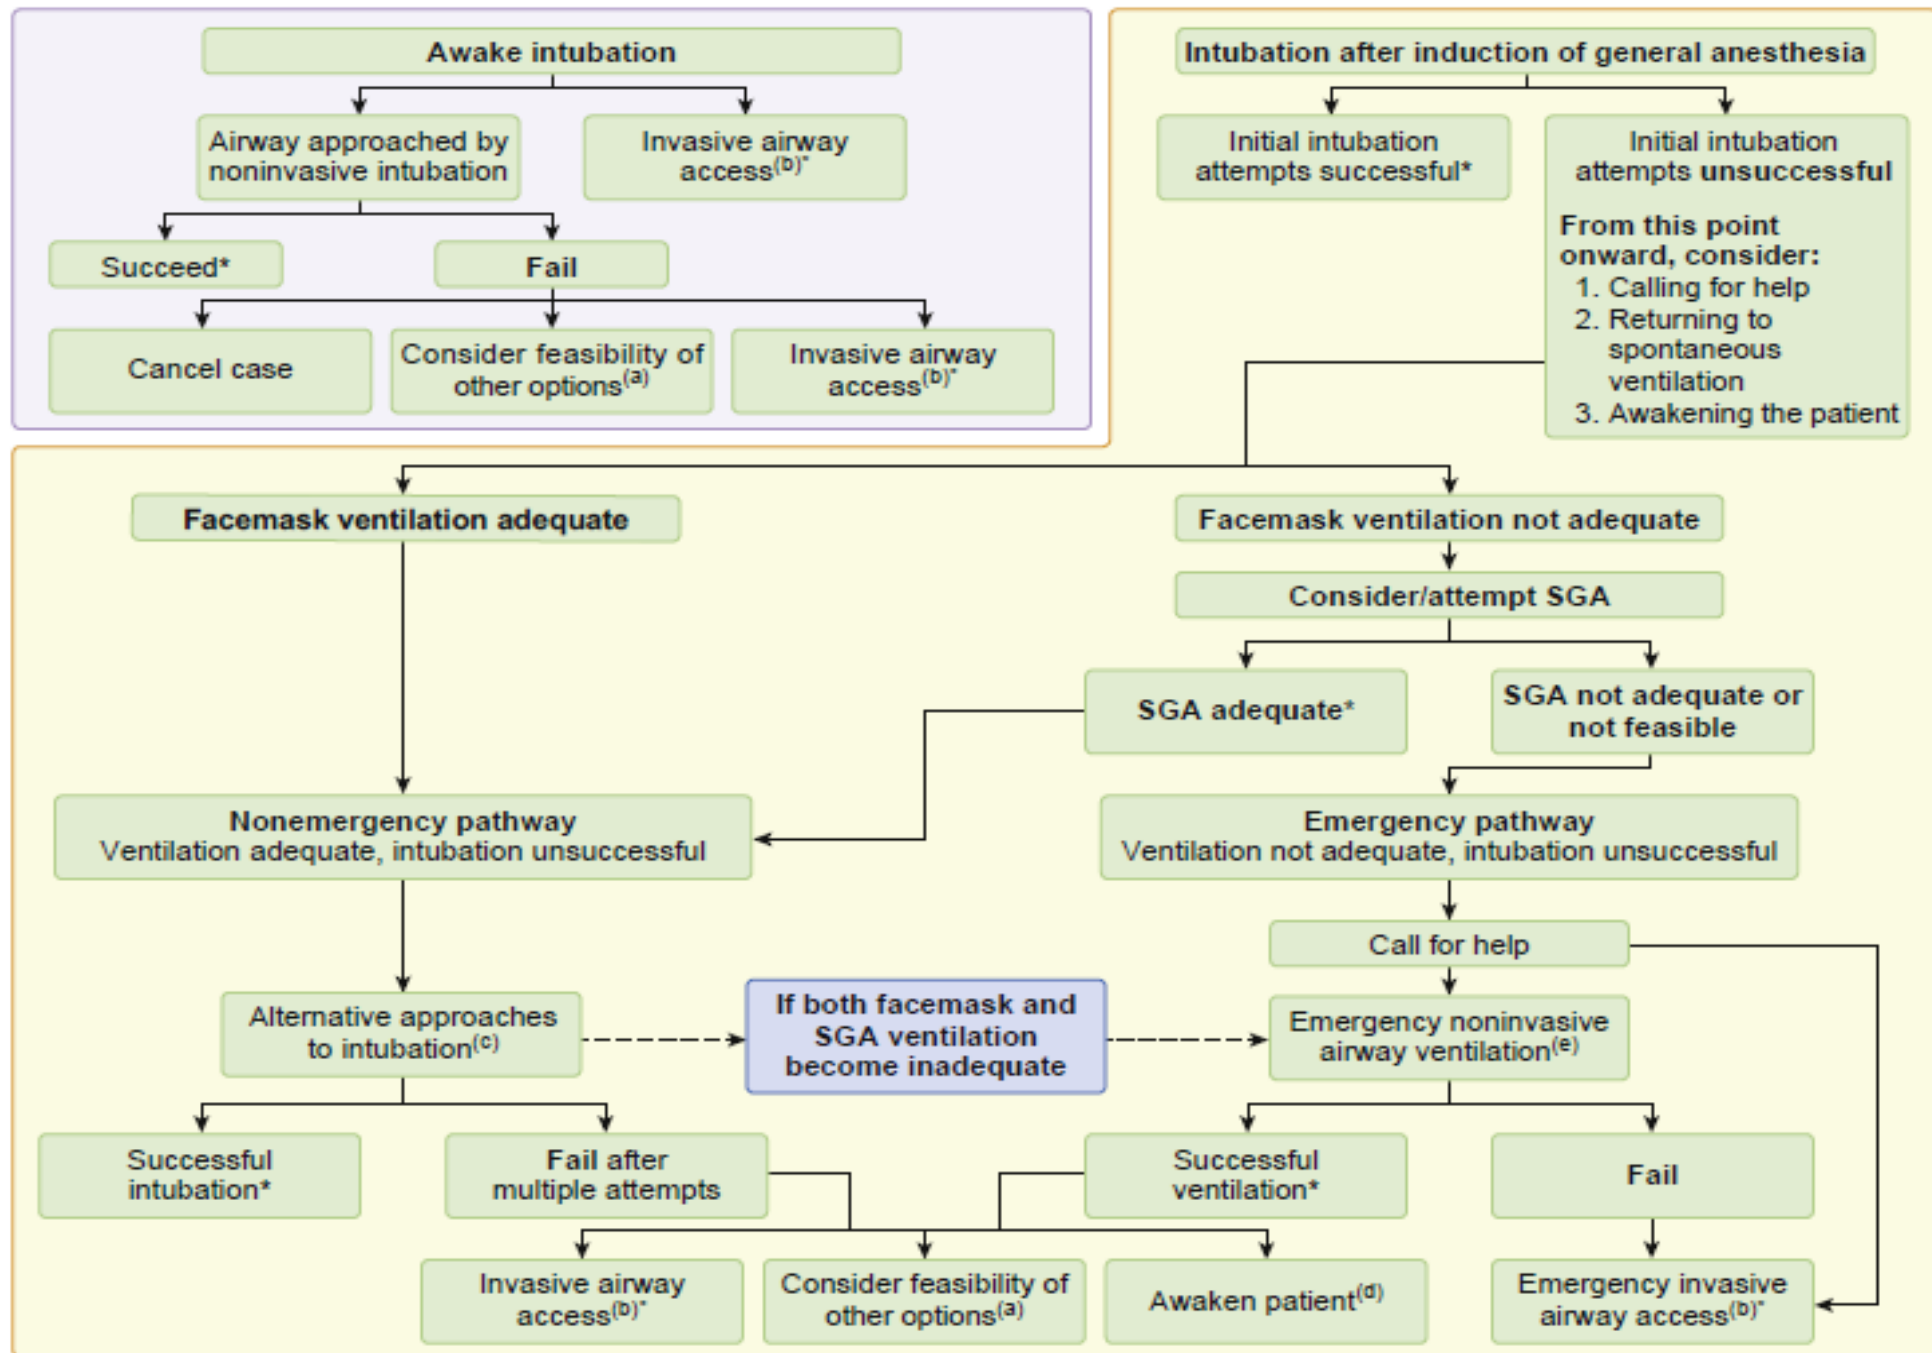 Awake intubation
Airway approached by
noninvasive intubation
Invasive airway
access(b)*
Succeed*
Fail
Cancel case
Consider feasibility of
other options(a)
Invasive airway
access(b)*
Intubation after induction of general anesthesia
Initial intubation
attempts successful*
Initial intubation
attempts unsuccessful
From this point
onward, consider:
1. Calling for help
2. Returning to
spontaneous
ventilation
3. Awakening the patient
Facemask ventilation adequate
Facemask ventilation not adequate
Consider/attempt SGA
SGA adequate*
SGA not adequate or
not feasible
Nonemergency pathway
Ventilation adequate, intubation unsuccessful
Emergency pathway
Ventilation not adequate, intubation unsuccessful
Call for help
Alternative approaches
to intubation(c)
If both facemask and
SGA ventilation
become inadequate
Emergency noninvasive
airway ventilation(e)
Successful
intubation*
Fail after
multiple attempts
Successful
ventilation*
Fail
Invasive airway
access(b)*
Consider feasibility of
other options(a)
Awaken patient(d)
Emergency invasive
airway access(b)*